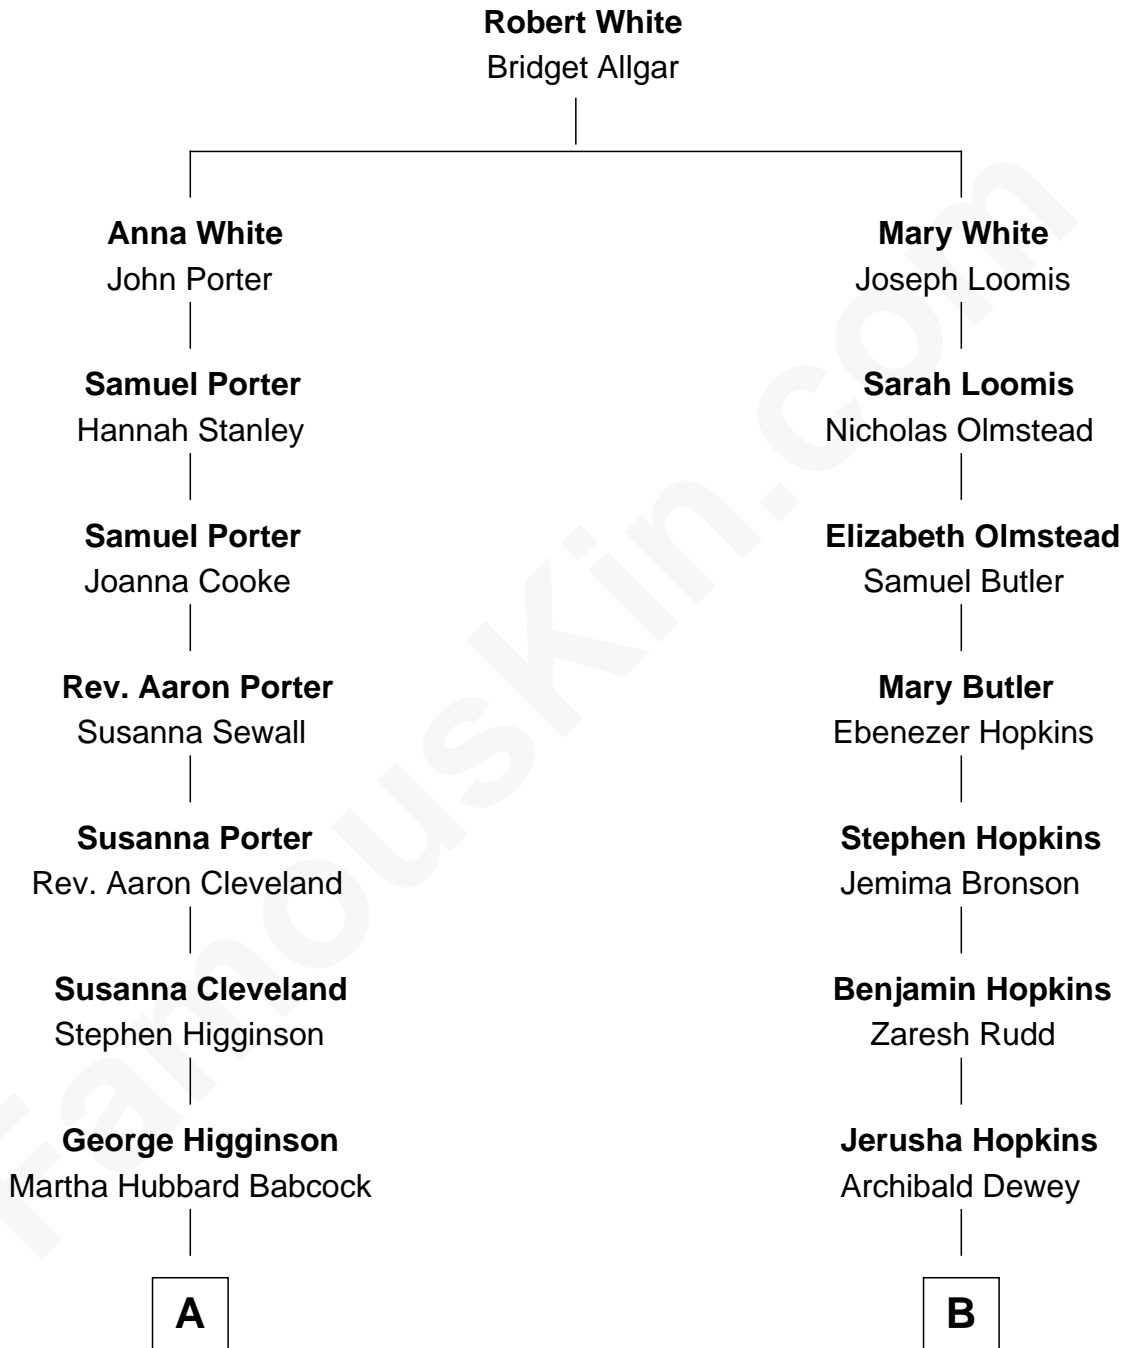 Robert White
Bridget Allgar
Anna White
John Porter
Mary White
Joseph Loomis
Samuel Porter
Hannah Stanley
Sarah Loomis
Nicholas Olmstead
Samuel Porter
Joanna Cooke
Elizabeth Olmstead
Samuel Butler
Rev. Aaron Porter
Susanna Sewall
Mary Butler
Ebenezer Hopkins
Susanna Porter
Rev. Aaron Cleveland
Stephen Hopkins
Jemima Bronson
Susanna Cleveland
Stephen Higginson
Benjamin Hopkins
Zaresh Rudd
George Higginson
Martha Hubbard Babcock
Jerusha Hopkins
Archibald Dewey
A
B
FamousKin.com